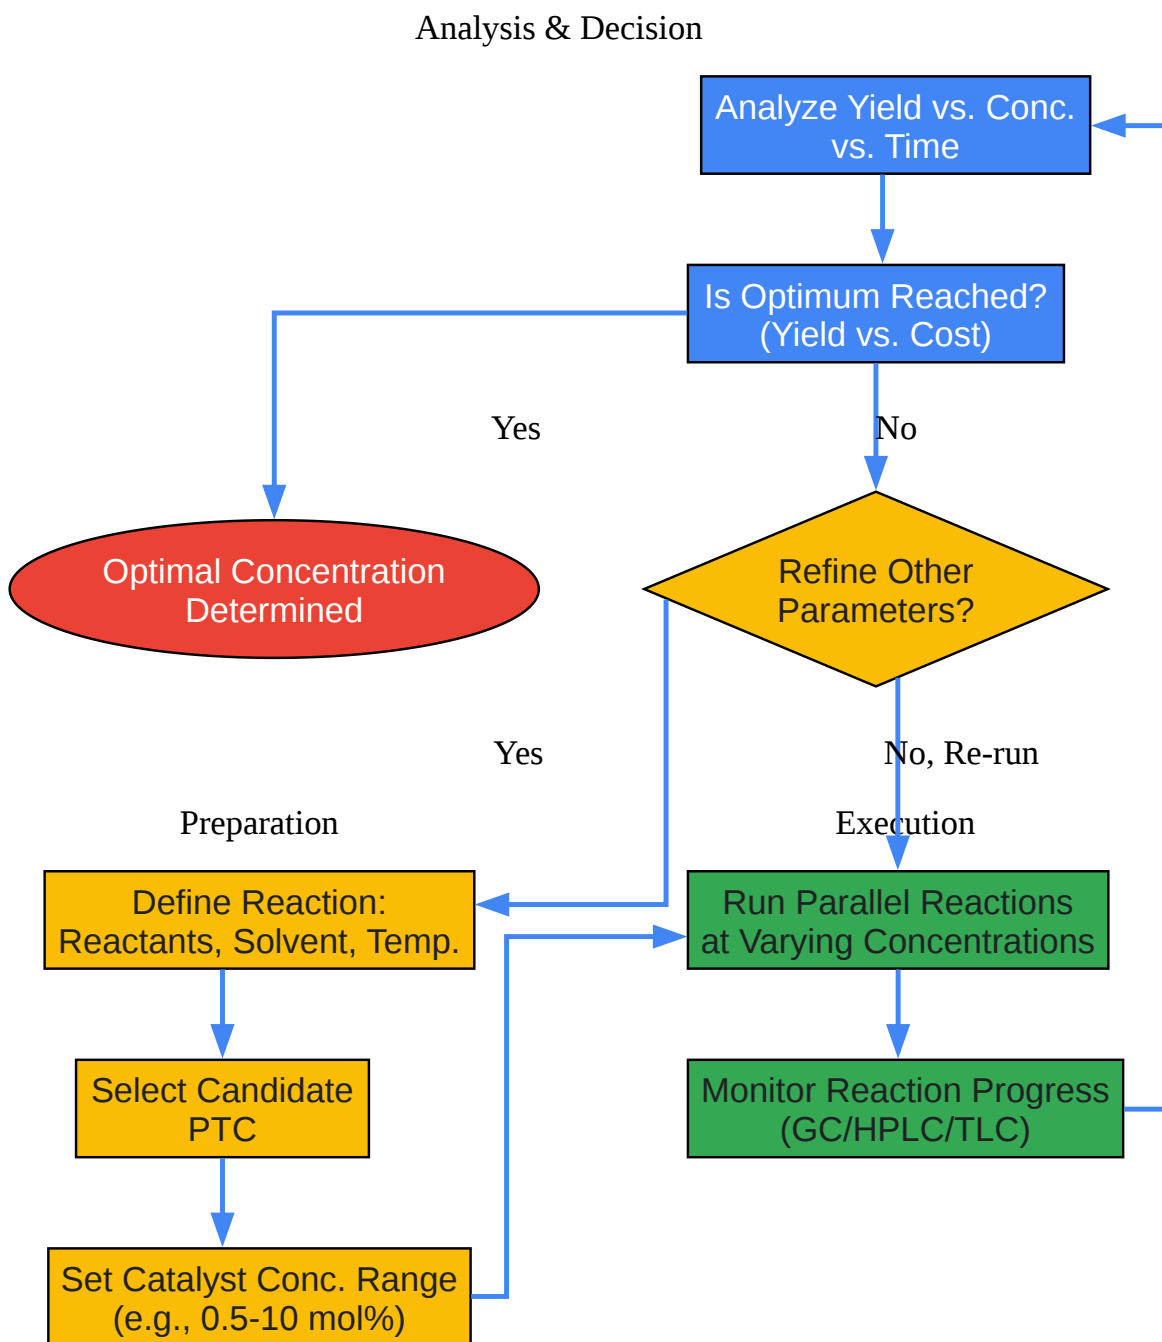 Analysis & Decision
Analyze Yield vs. Conc.
vs. Time
Is Optimum Reached?
(Yield vs. Cost)
Yes
No
Optimal Concentration
Determined
Refine Other
Parameters?
Yes
No, Re-run
Preparation
Execution
Define Reaction:
Reactants, Solvent, Temp.
Run Parallel Reactions
at Varying Concentrations
Select Candidate
PTC
Monitor Reaction Progress
(GC/HPLC/TLC)
Set Catalyst Conc. Range
(e.g., 0.5-10 mol%)